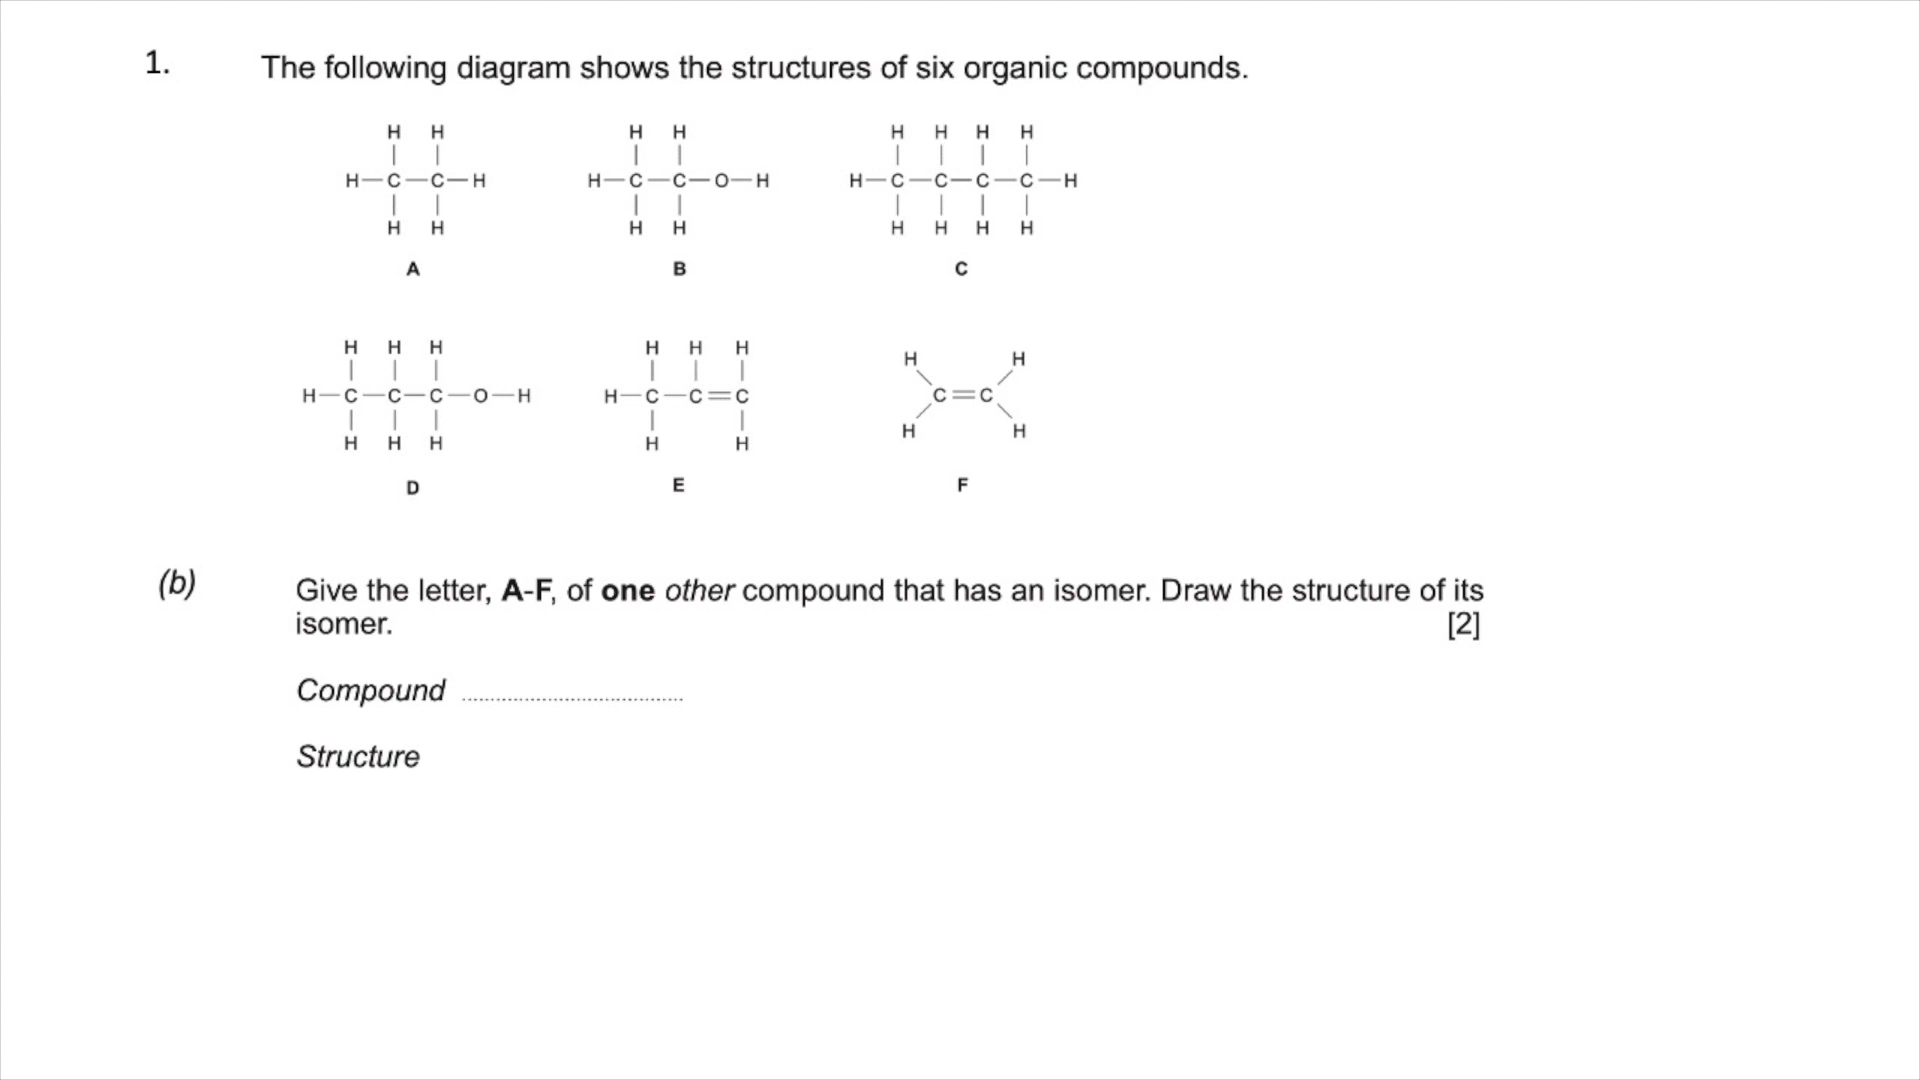 1. The following diagram shows the structures of six organic compounds.
H H H H H H H H
H—C—C—H H—C—C—O—H H—C—C—C—C—H
H H H H H H H H
A B C
H H H H H H H H
H—C—C—C—O—H H—C—C=C C=C
H H H H H H H
D E F
(b) Give the letter, A-F, of one other compound that has an isomer. Draw the structure of its
isomer. [2]
Compound ....................................
Structure